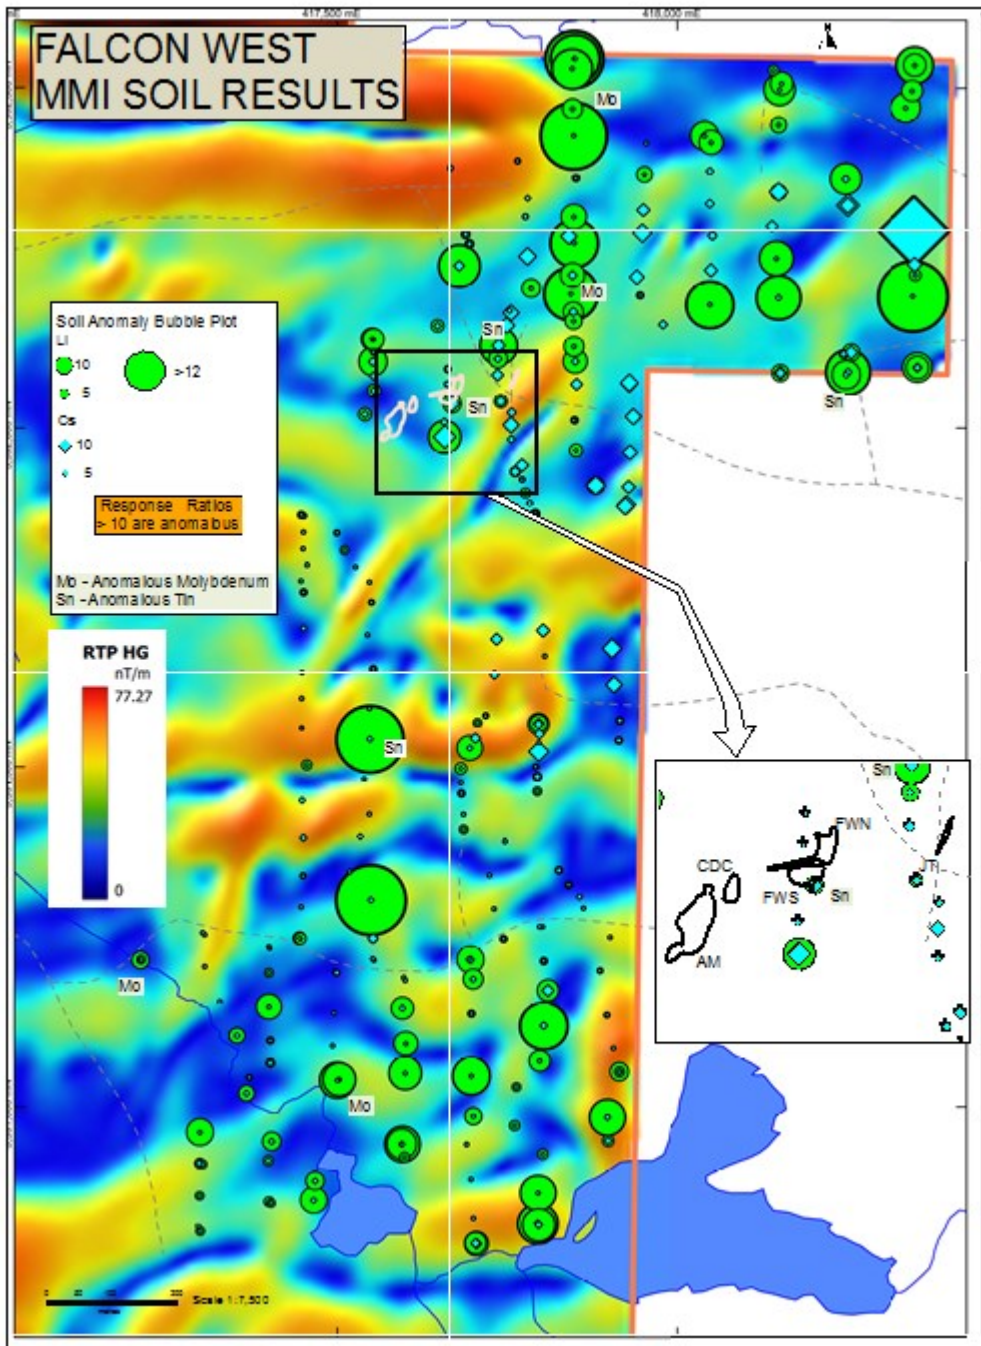 417,500 mE
418,000 mE
FALCON WEST
MMI SOIL RESULTS
N
Mo
Mo
Sn
Sn
Sn
Soil Anomaly Bubble Plot
Li
10
>12
5
Cs
10
5
Response Ratios
> 10 are anomalous
Mo - Anomalous Molybdenum
Sn - Anomalous Tin
RTP HG
nT/m
77.27
0
Sn
Mo
Mo
Sn
FWN
CDC
JTi
FWS
Sn
AM
Scale 1:7,500